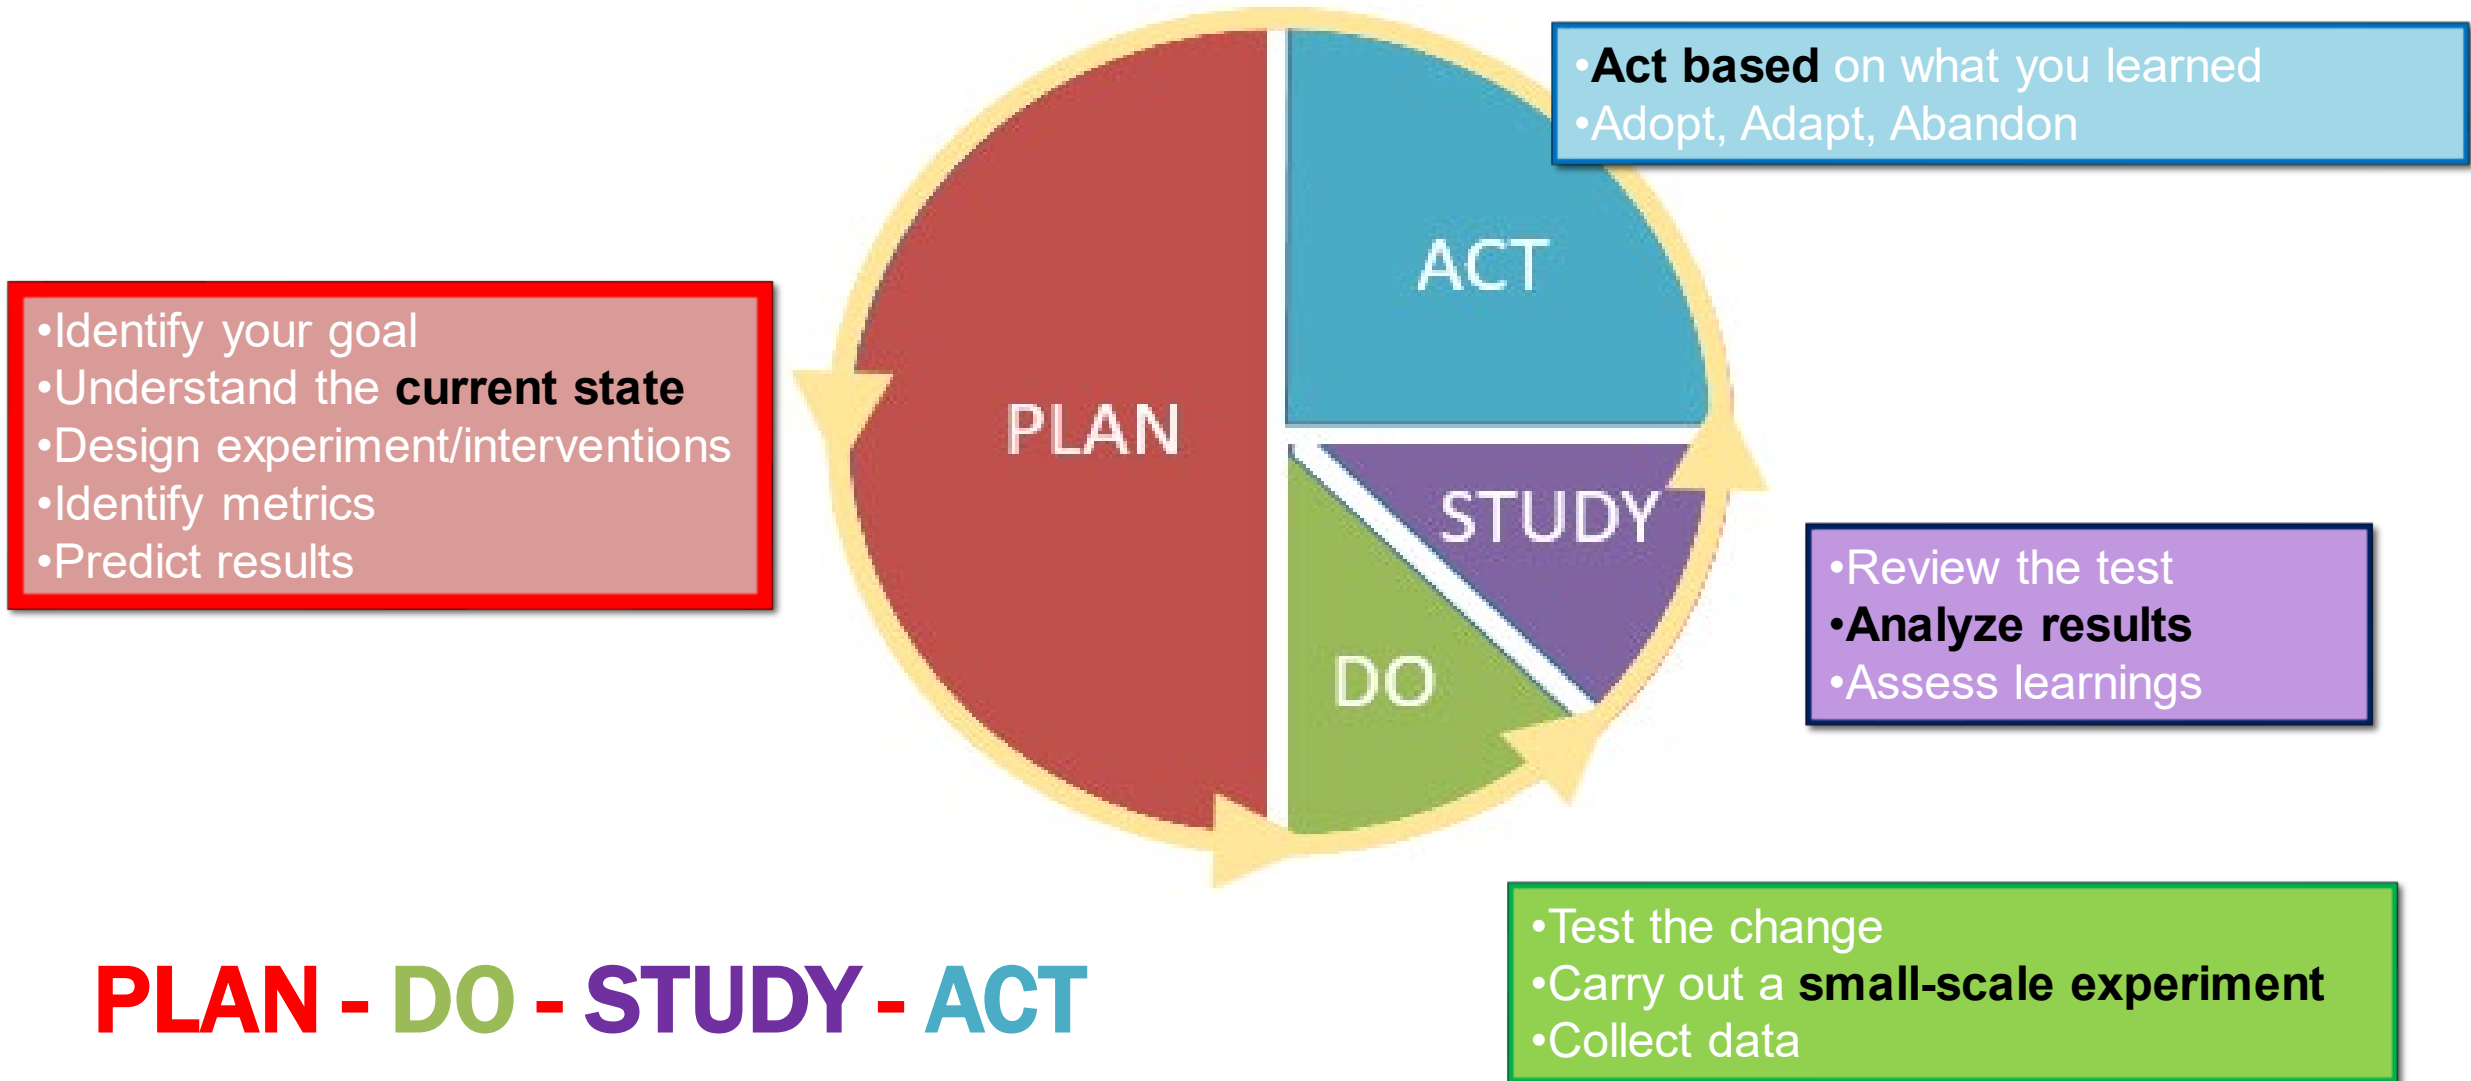 •Act based on what you learned
•Adopt, Adapt, Abandon
ACT
•Identify your goal
•Understand the current state
•Design experiment/interventions
•Identify metrics
•Predict results
PLAN
STUDY
•Review the test
•Analyze results
•Assess learnings
DO
•Test the change
•Carry out a small-scale experiment
•Collect data
PLAN - DO - STUDY - ACT